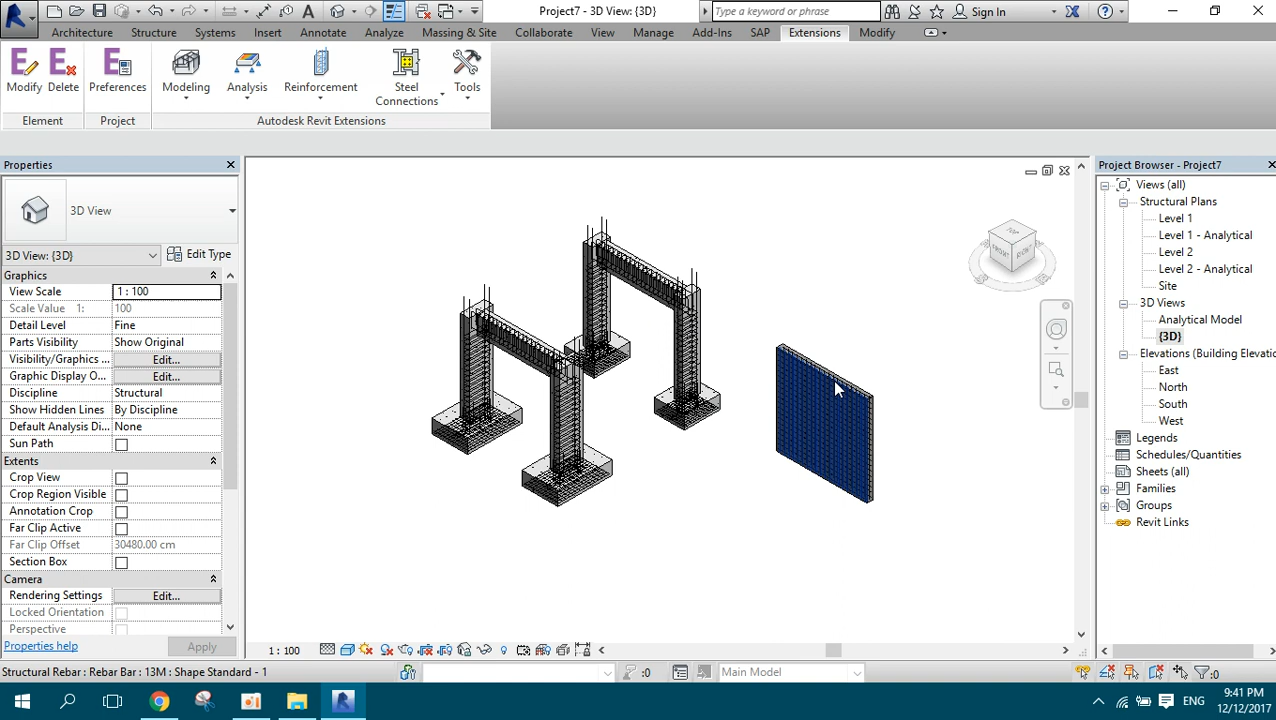 Project7 - 3D View: {3D}
Type a keyword or phrase
Sign In
Architecture
Structure
Systems
Insert
Annotate
Analyze
Massing & Site
Collaborate
View
Manage
Add-Ins
SAP
Extensions
Modify
Modify
Delete
Preferences
Modeling
Analysis
Reinforcement
Steel
Connections
Tools
Element
Project
Autodesk Revit Extensions
Properties
3D View
3D View: {3D}
Edit Type
Graphics
View Scale
1 : 100
Scale Value 1:
100
Detail Level
Fine
Parts Visibility
Show Original
Visibility/Graphics ...
Edit...
Graphic Display O...
Edit...
Discipline
Structural
Show Hidden Lines
By Discipline
Default Analysis Di...
None
Sun Path
Extents
Crop View
Crop Region Visible
Annotation Crop
Far Clip Active
Far Clip Offset
30480.00 cm
Section Box
Camera
Rendering Settings
Edit...
Locked Orientation
Perspective
Properties help
Apply
TOP
FRONT
RIGHT
1 : 100
Project Browser - Project7
Views (all)
Structural Plans
Level 1
Level 1 - Analytical
Level 2
Level 2 - Analytical
Site
3D Views
Analytical Model
{3D}
Elevations (Building Elevatio
East
North
South
West
Legends
Schedules/Quantities
Sheets (all)
Families
Groups
Revit Links
Structural Rebar : Rebar Bar : 13M : Shape Standard - 1
:0
Main Model
:0
ENG
9:41 PM
12/12/2017